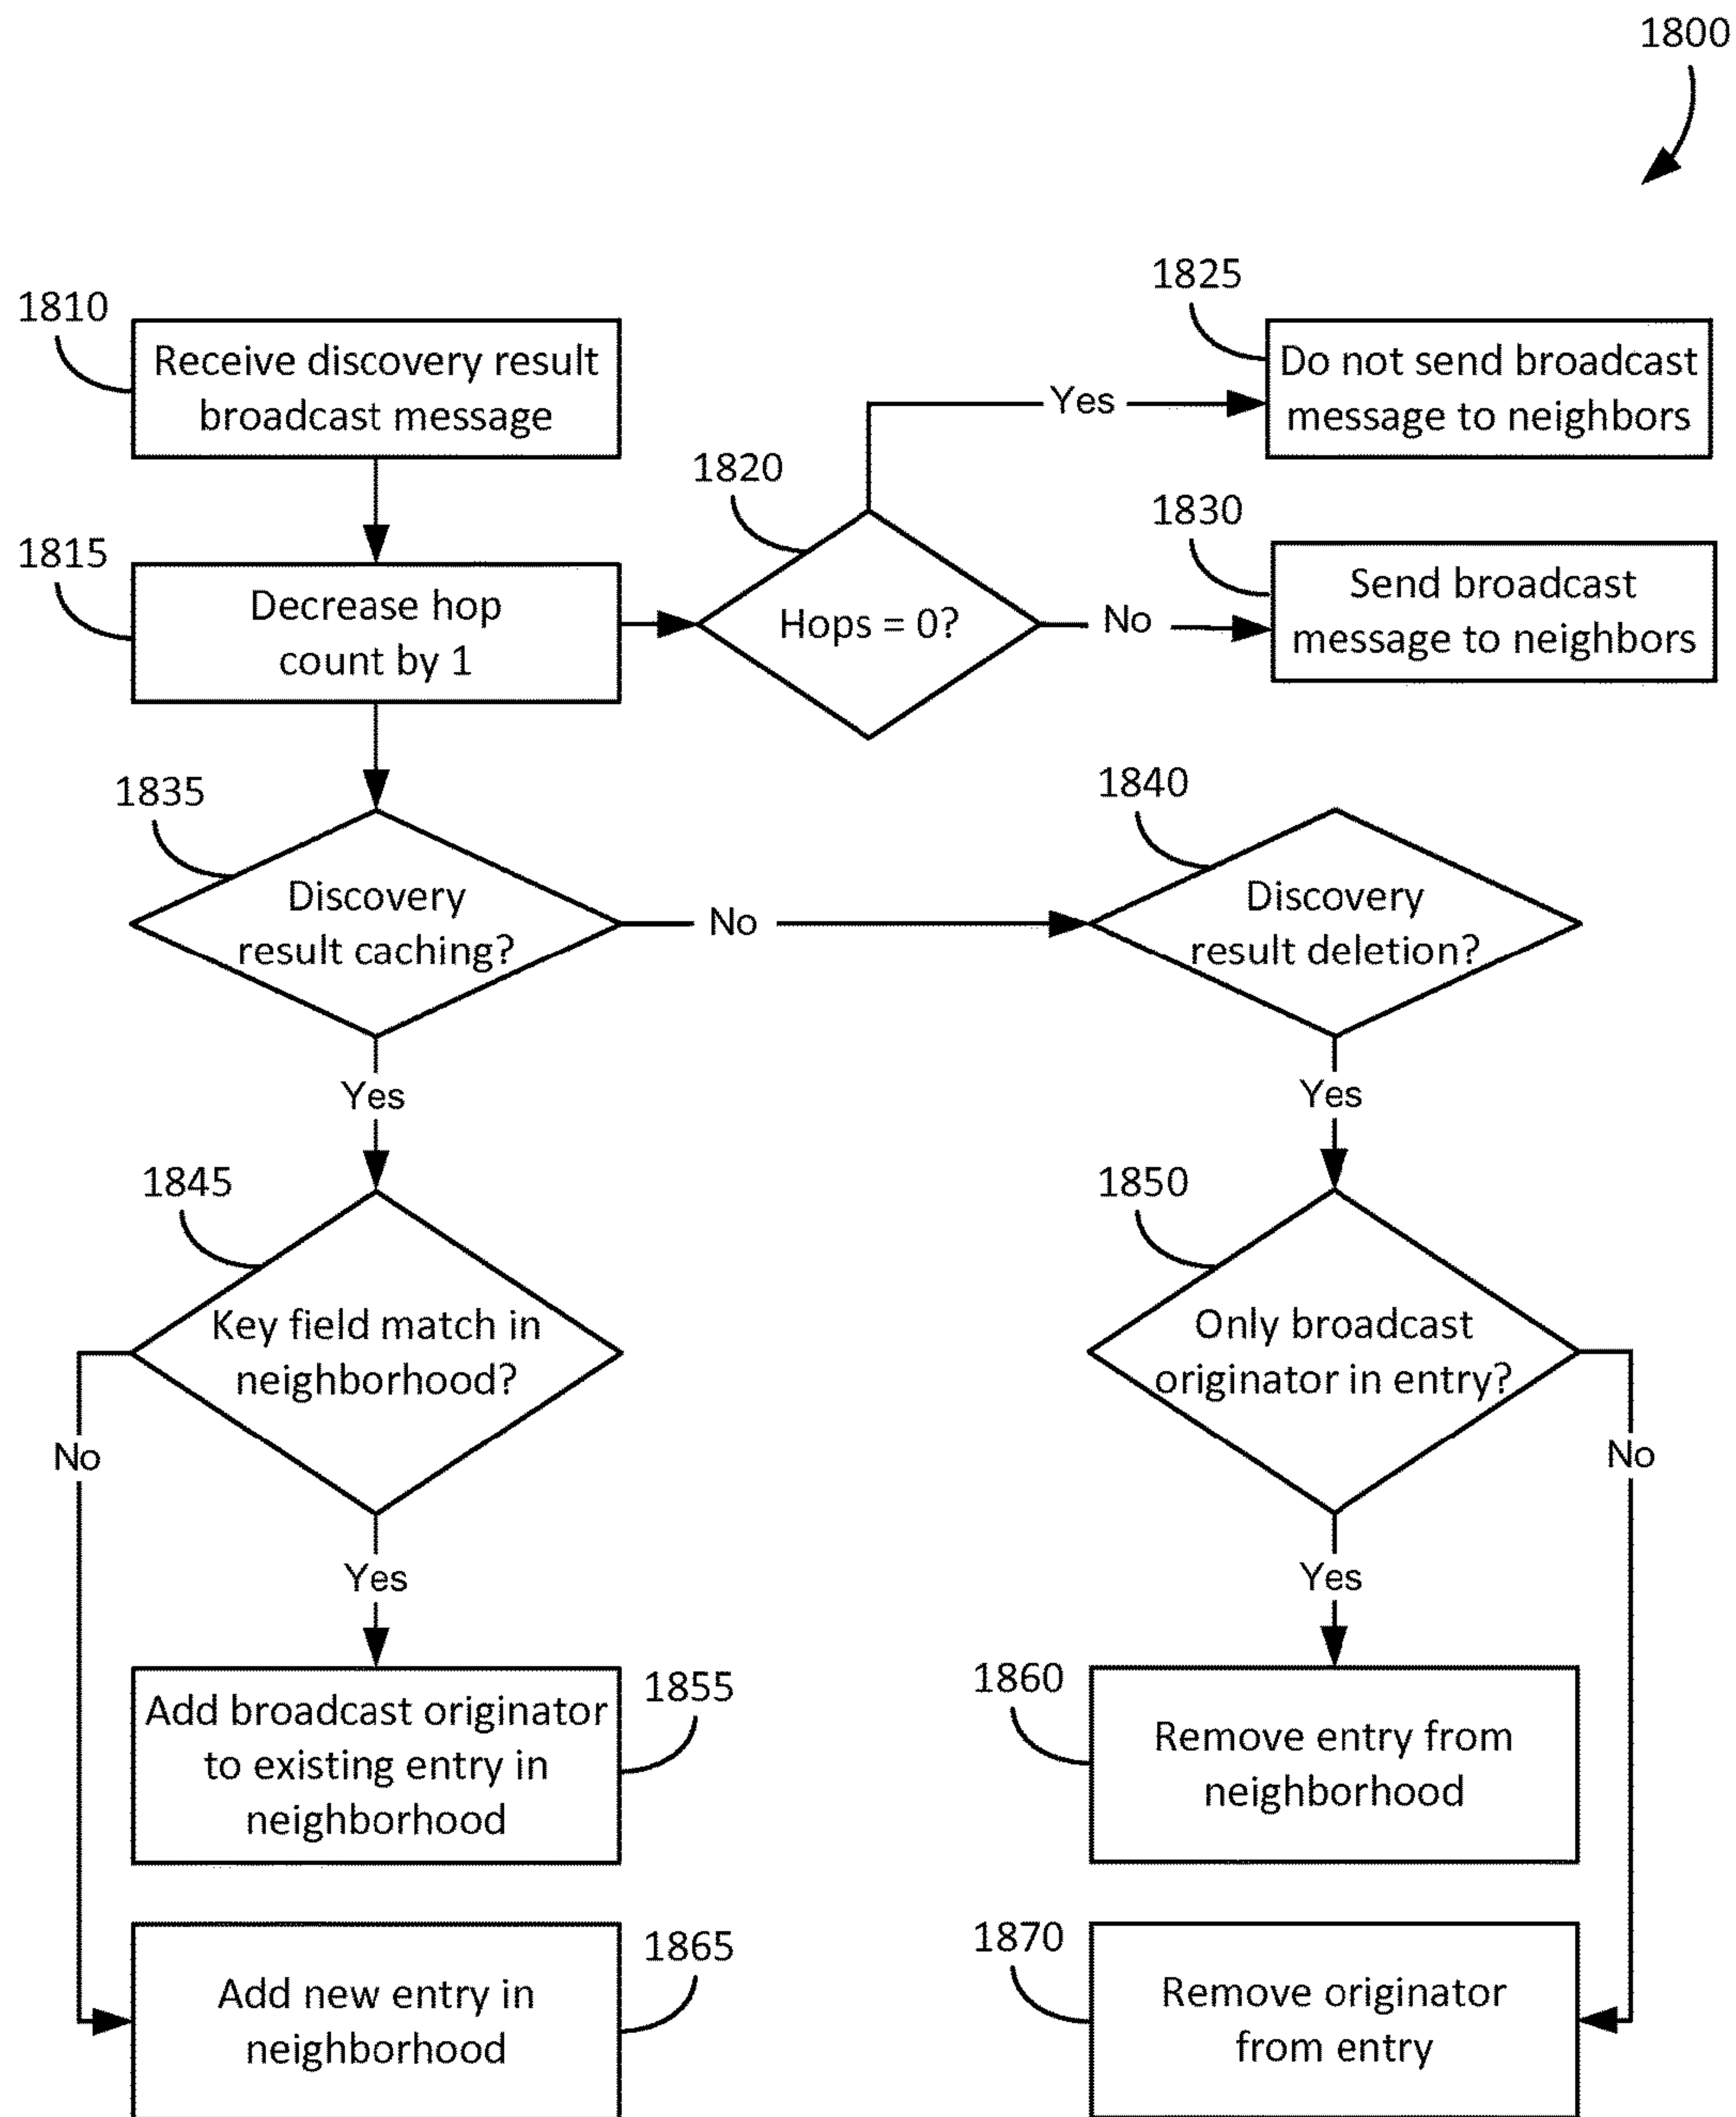 1800
1810
Receive discovery result
broadcast message
1825
Do not send broadcast
message to neighbors
Yes
1820
Hops = 0?
1815
Decrease hop
count by 1
No
1830
Send broadcast
message to neighbors
1835
Discovery
result caching?
No
1840
Discovery
result deletion?
Yes
Yes
1845
Key field match in
neighborhood?
1850
Only broadcast
originator in entry?
No
No
Yes
Yes
Add broadcast originator
to existing entry in
neighborhood
1855
1860
Remove entry from
neighborhood
Add new entry in
neighborhood
1865
1870
Remove originator
from entry